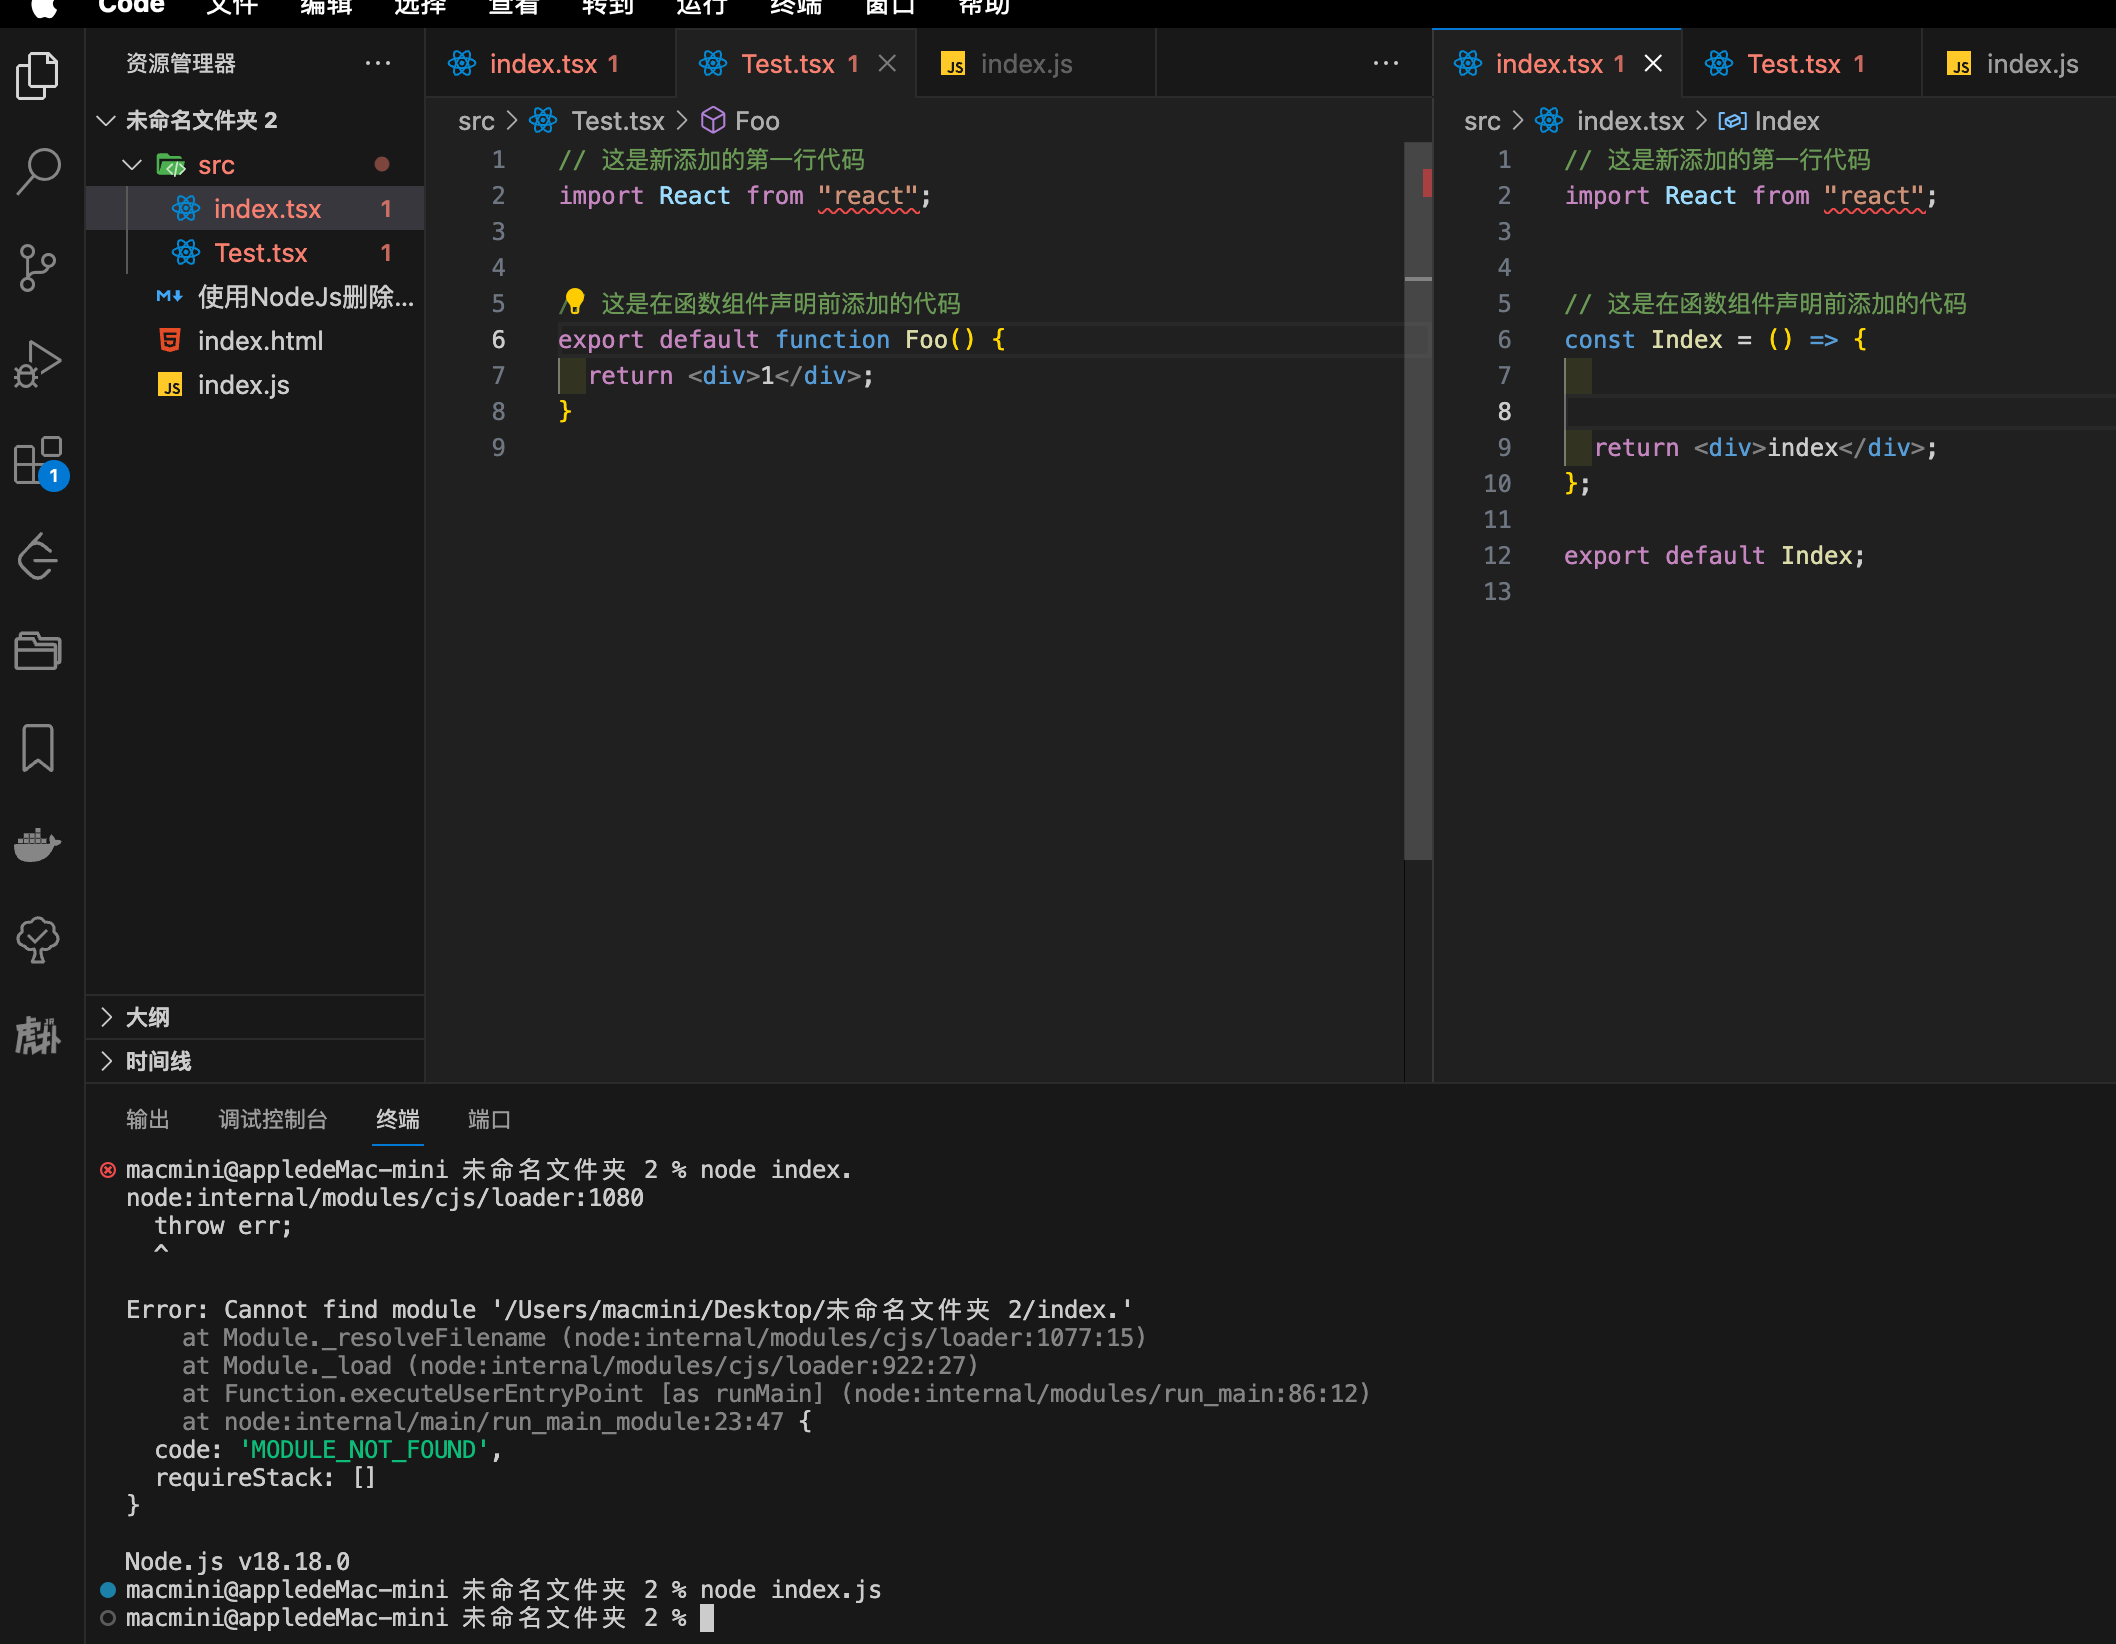 Code 文件 编辑 选择 查看 转到 运行 终端 窗口 帮助
资源管理器 ···
未命名文件夹 2
src
index.tsx 1
Test.tsx 1
使用NodeJs删除...
index.html
JS index.js
大纲
时间线
1
index.tsx 1
Test.tsx 1
JS index.js
···
src > Test.tsx > Foo
1 // 这是新添加的第一行代码
2 import React from "react";
3
4
5 / 这是在函数组件声明前添加的代码
6 export default function Foo() {
7 return <div>1</div>;
8 }
9
index.tsx 1
Test.tsx 1
JS index.js
src > index.tsx > Index
1 // 这是新添加的第一行代码
2 import React from "react";
3
4
5 // 这是在函数组件声明前添加的代码
6 const Index = () => {
7
8
9 return <div>index</div>;
10 };
11
12 export default Index;
13
输出 调试控制台 终端 端口
macmini@appledeMac-mini 未命名文件夹 2 % node index.
node:internal/modules/cjs/loader:1080
throw err;
^
Error: Cannot find module '/Users/macmini/Desktop/未命名文件夹 2/index.'
at Module._resolveFilename (node:internal/modules/cjs/loader:1077:15)
at Module._load (node:internal/modules/cjs/loader:922:27)
at Function.executeUserEntryPoint [as runMain] (node:internal/modules/run_main:86:12)
at node:internal/main/run_main_module:23:47 {
code: 'MODULE_NOT_FOUND',
requireStack: []
}
Node.js v18.18.0
macmini@appledeMac-mini 未命名文件夹 2 % node index.js
macmini@appledeMac-mini 未命名文件夹 2 %